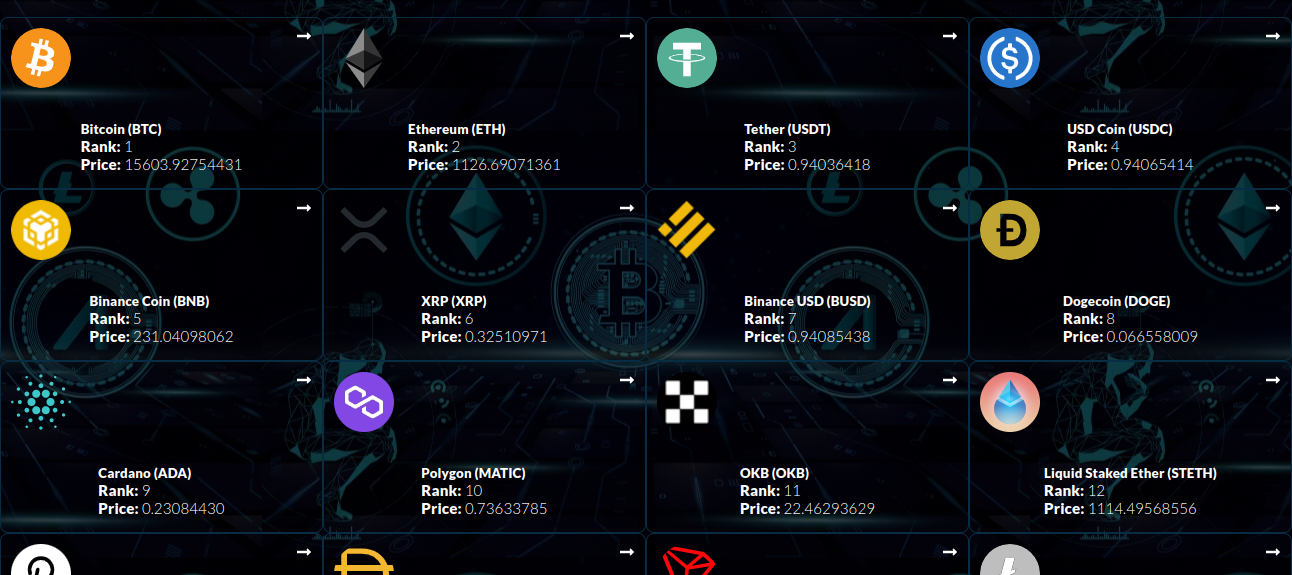 Bitcoin (BTC)
Rank: 1
Price: 15603.92754431
Ethereum (ETH)
Rank: 2
Price: 1126.69071361
Tether (USDT)
Rank: 3
Price: 0.94036418
USD Coin (USDC)
Rank: 4
Price: 0.94065414
Binance Coin (BNB)
Rank: 5
Price: 231.04098062
XRP (XRP)
Rank: 6
Price: 0.32510971
Binance USD (BUSD)
Rank: 7
Price: 0.94085438
Dogecoin (DOGE)
Rank: 8
Price: 0.066558009
Cardano (ADA)
Rank: 9
Price: 0.23084430
Polygon (MATIC)
Rank: 10
Price: 0.73633785
OKB (OKB)
Rank: 11
Price: 22.46293629
Liquid Staked Ether (STETH)
Rank: 12
Price: 1114.49568556